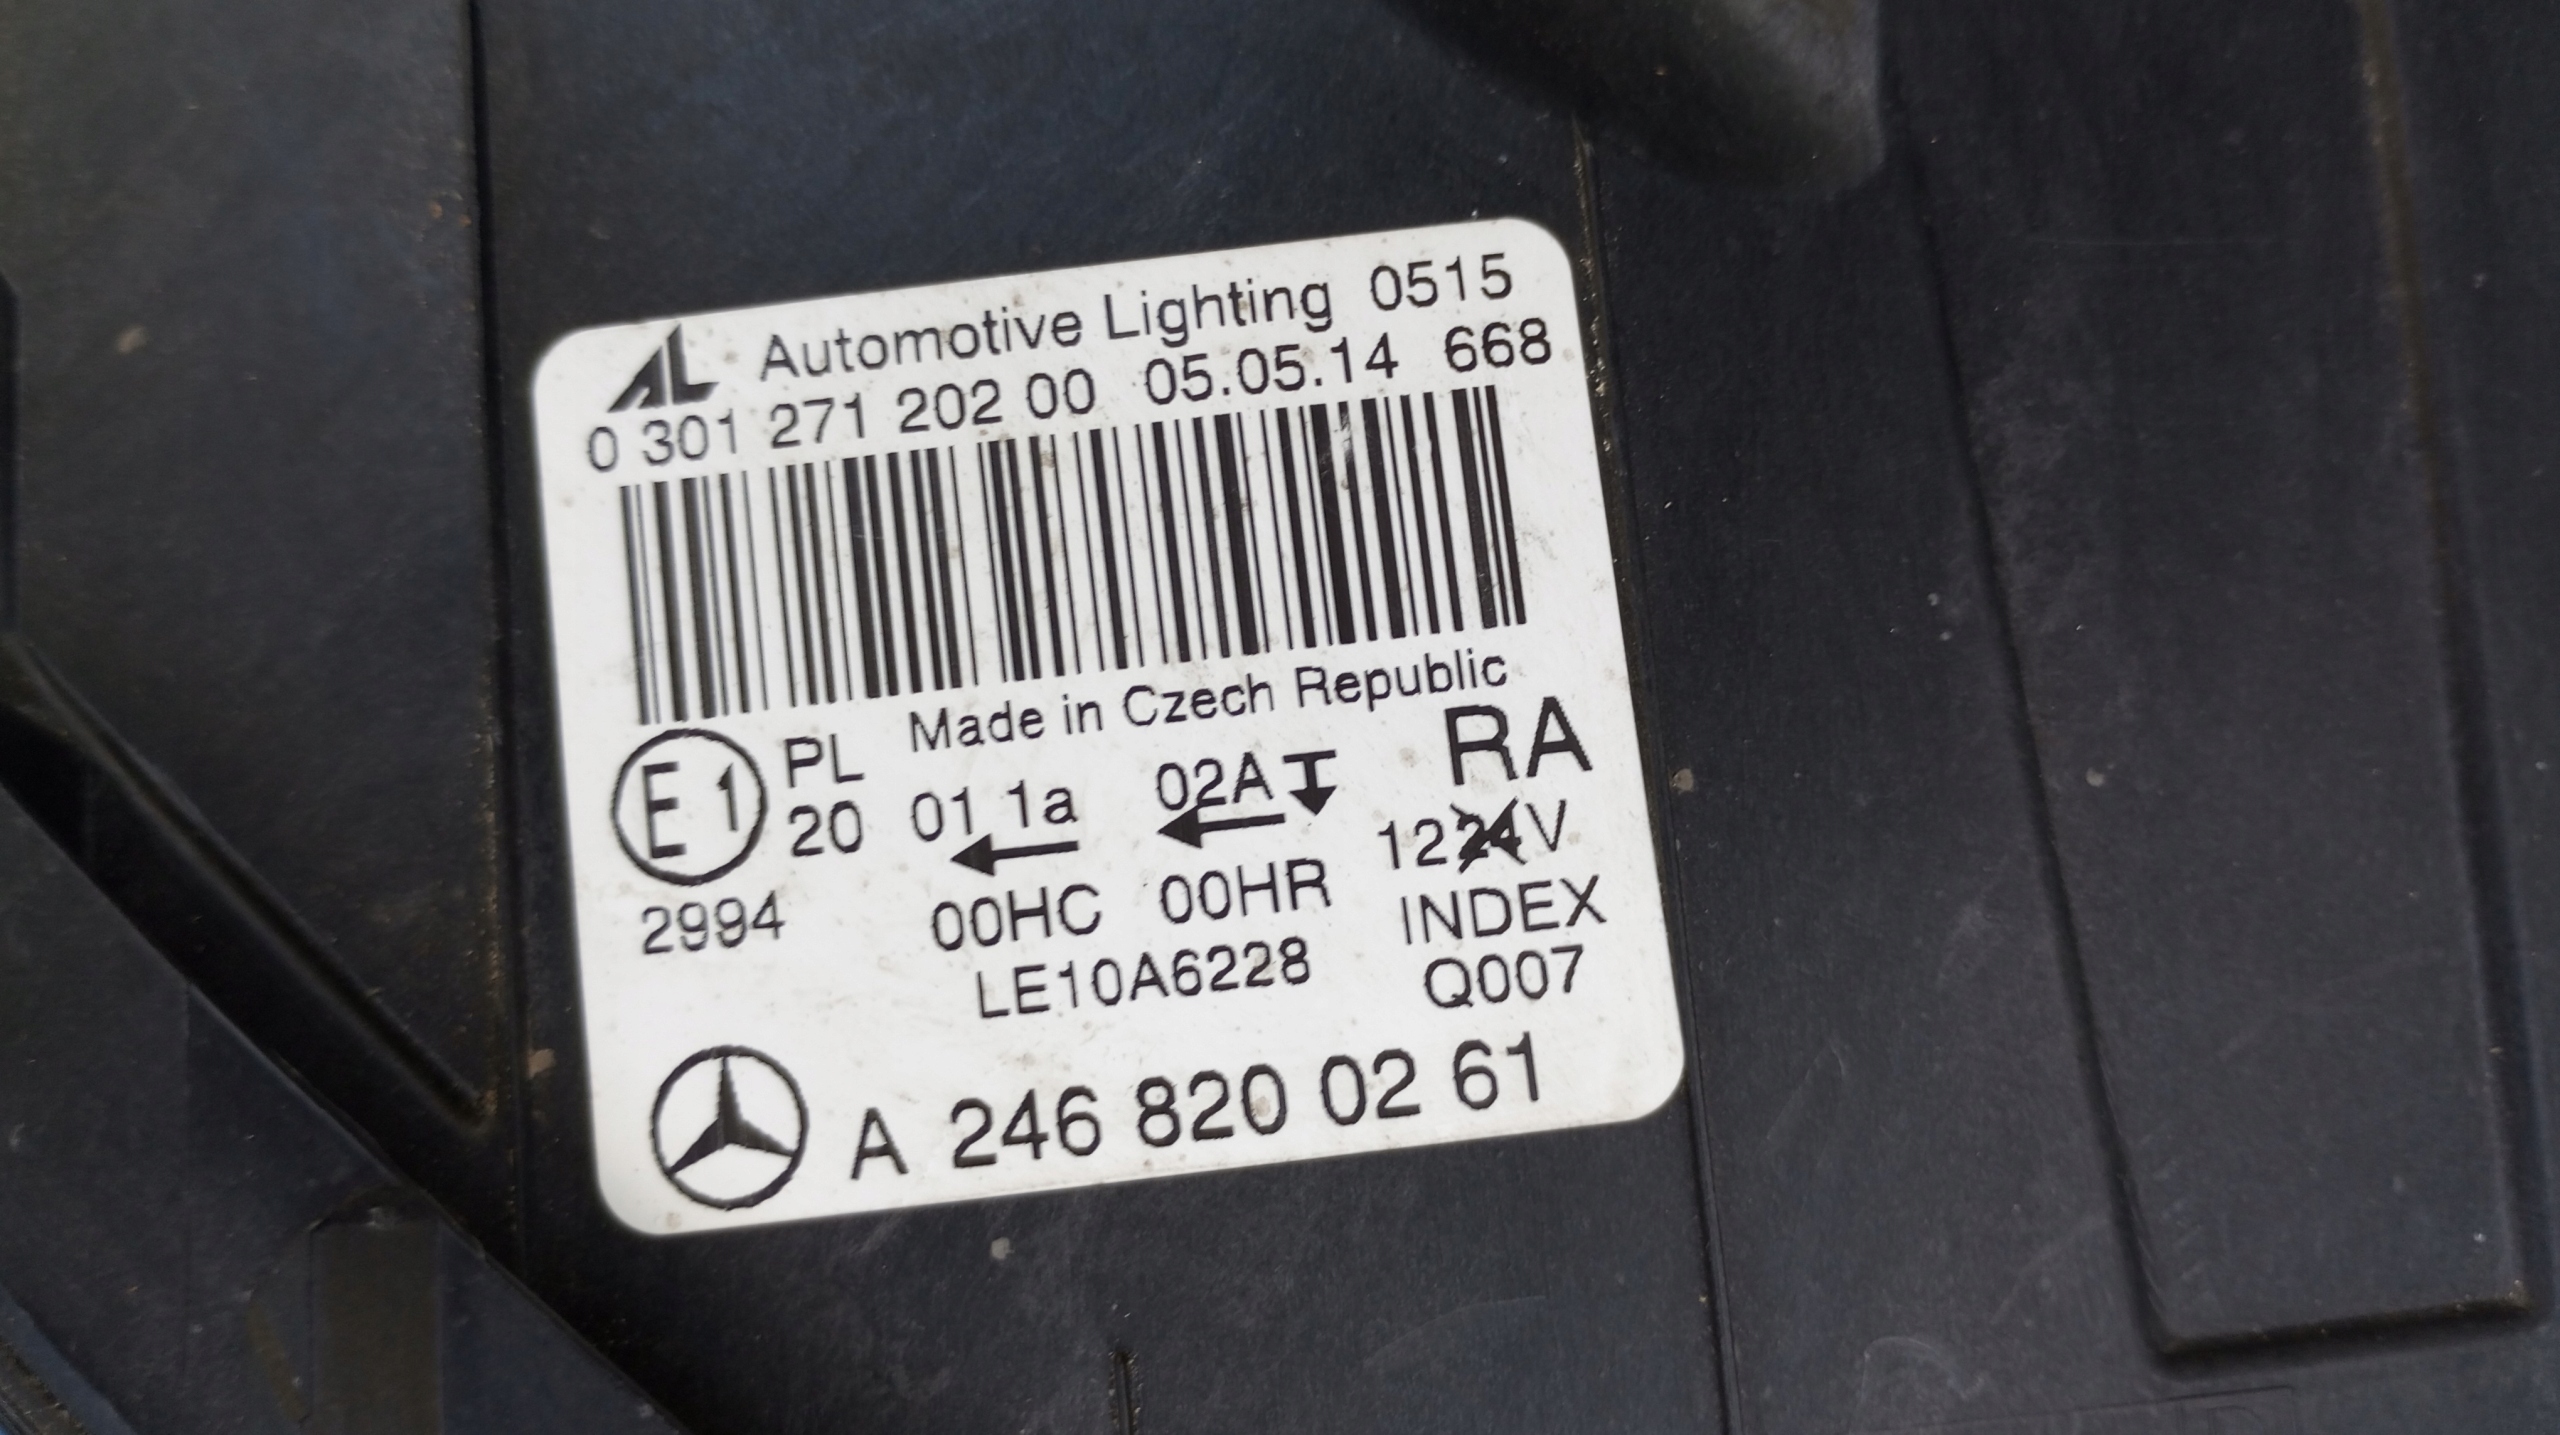 AL Automotive Lighting 0515
0 301 271 202 00 05.05.14 668
Made in Czech Republic
E1 PL 20 01 1a 02A RA
12 24 V
2994 00HC 00HR INDEX
LE10A6228 Q007
A 246 820 02 61